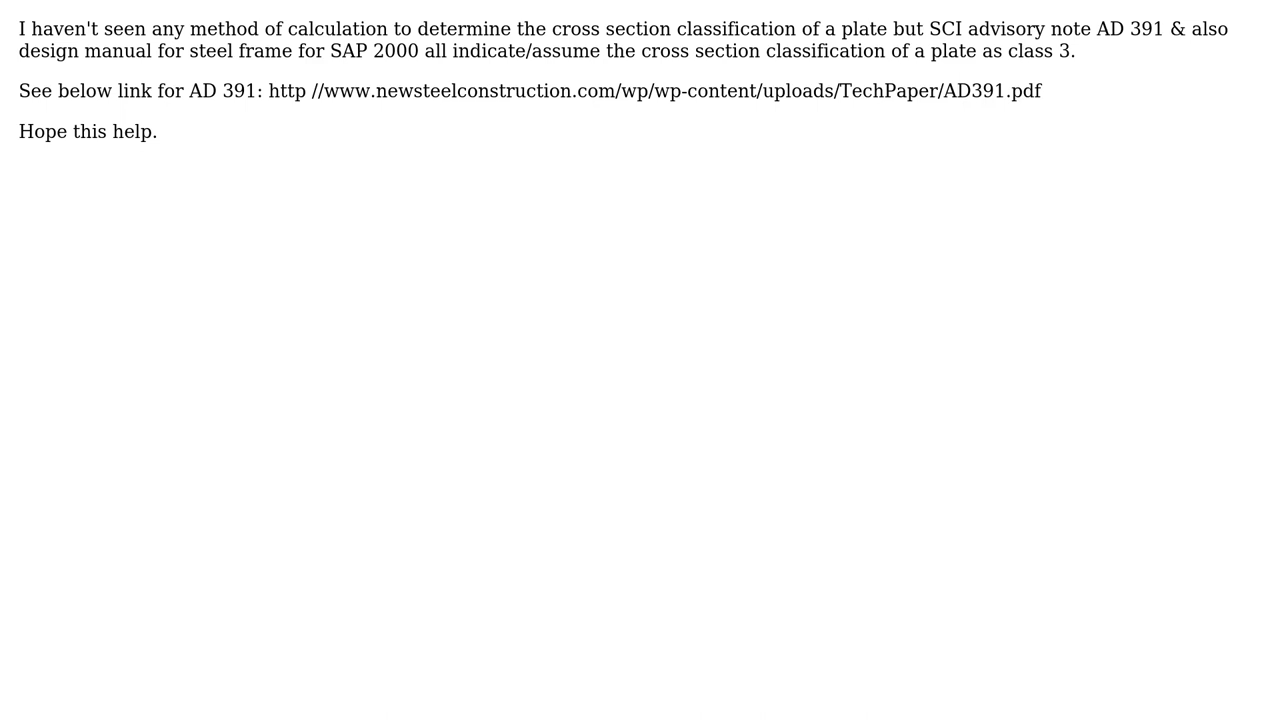 I haven't seen any method of calculation to determine the cross section classification of a plate but SCI advisory note AD 391 & also
design manual for steel frame for SAP 2000 all indicate/assume the cross section classification of a plate as class 3.
See below link for AD 391: http //www.newsteelconstruction.com/wp/wp-content/uploads/TechPaper/AD391.pdf
Hope this help.